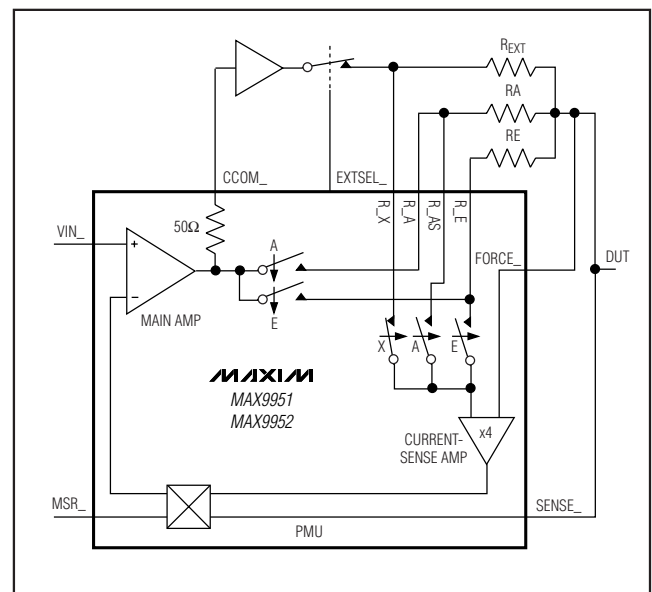 R_EXT
RA
RE
CCOM_
EXTSEL_
R_X
R_A
R_AS
R_E
50Ω
VIN_
+
−
MAIN AMP
A
E
FORCE_
DUT
X
A
E
MAXIM
MAX9951
MAX9952
x4
CURRENT-
SENSE AMP
MSR_
SENSE_
PMU